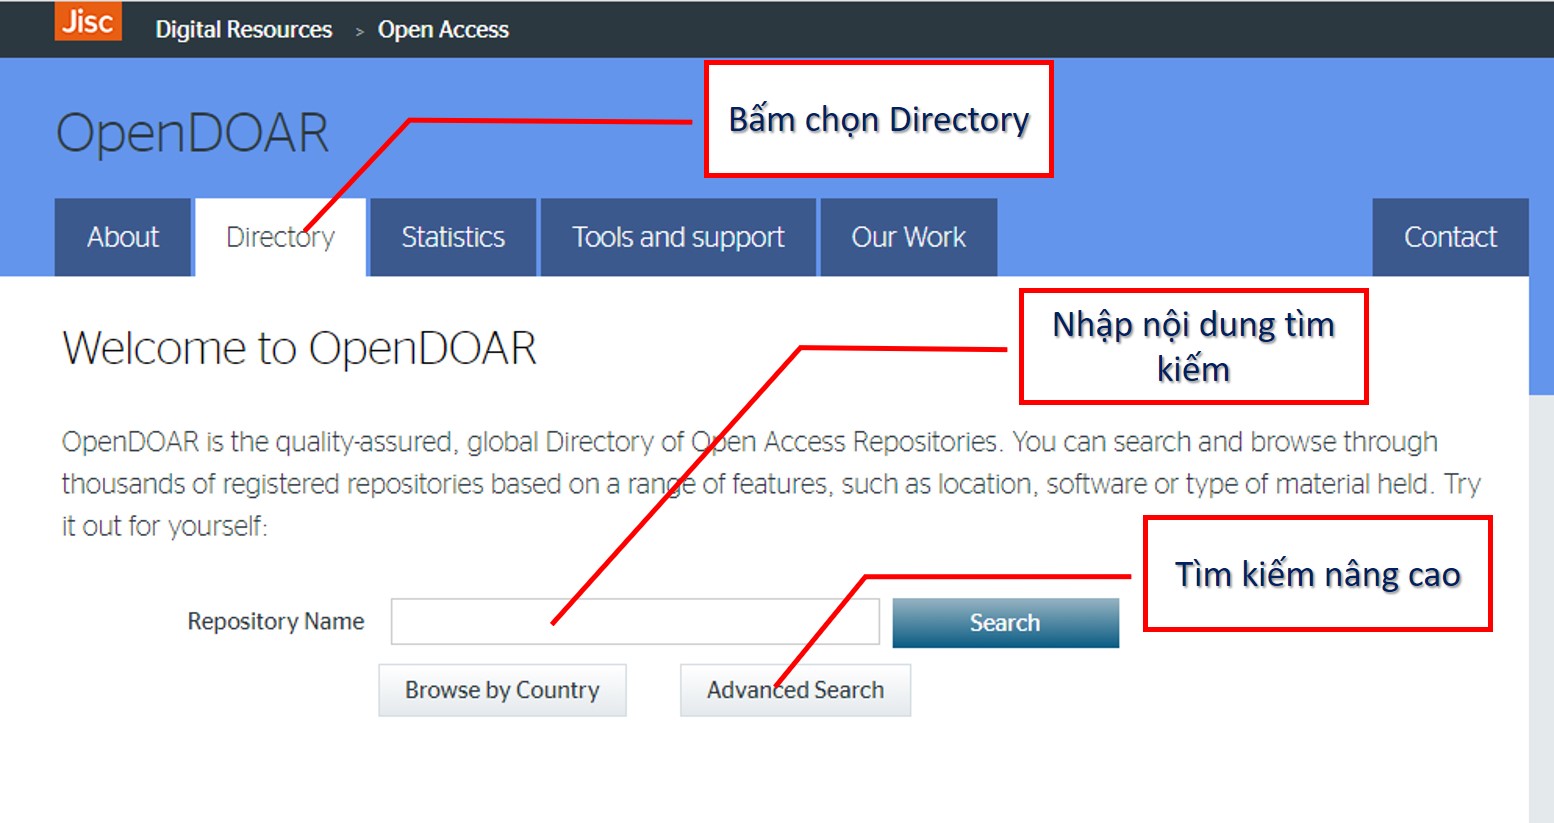 Jisc
Digital Resources > Open Access
OpenDOAR
Bấm chọn Directory
About
Directory
Statistics
Tools and support
Our Work
Contact
Welcome to OpenDOAR
Nhập nội dung tìm
kiếm
OpenDOAR is the quality-assured, global Directory of Open Access Repositories. You can search and browse through
thousands of registered repositories based on a range of features, such as location, software or type of material held. Try
it out for yourself:
Tìm kiếm nâng cao
Repository Name
Search
Browse by Country
Advanced Search